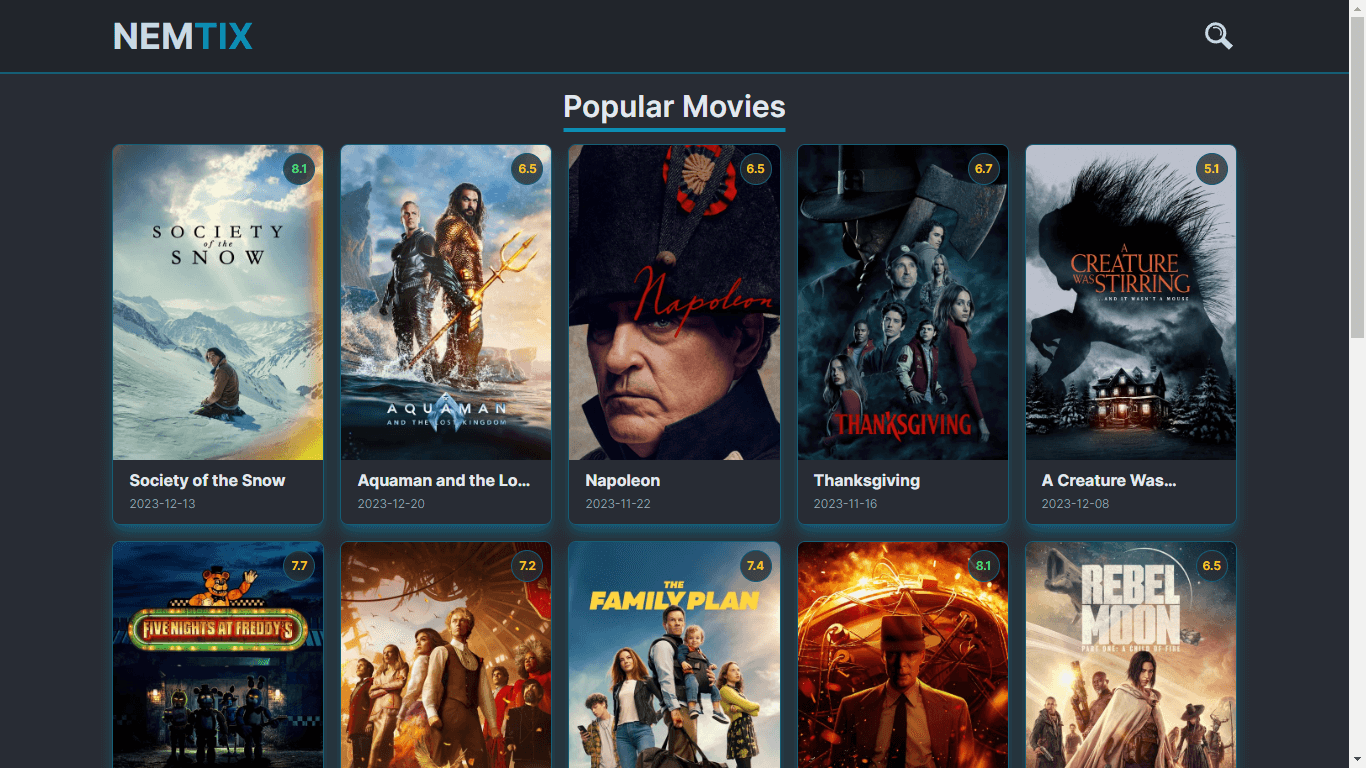 NEMTIX
Popular Movies
8.1
6.5
6.5
6.7
5.1
SOCIETY
of the
SNOW
AQUAMAN
AND THE LOST KINGDOM
Napoleon
THANKSGIVING
A
CREATURE
WAS STIRRING
...AND IT WASN'T A MOUSE
Society of the Snow
Aquaman and the Lo...
Napoleon
Thanksgiving
A Creature Was...
2023-12-13
2023-12-20
2023-11-22
2023-11-16
2023-12-08
7.7
7.2
7.4
8.1
6.5
FIVE NIGHTS AT FREDDY'S
THE
FAMILY PLAN
REBEL
MOON
PART ONE: A CHILD OF FIRE